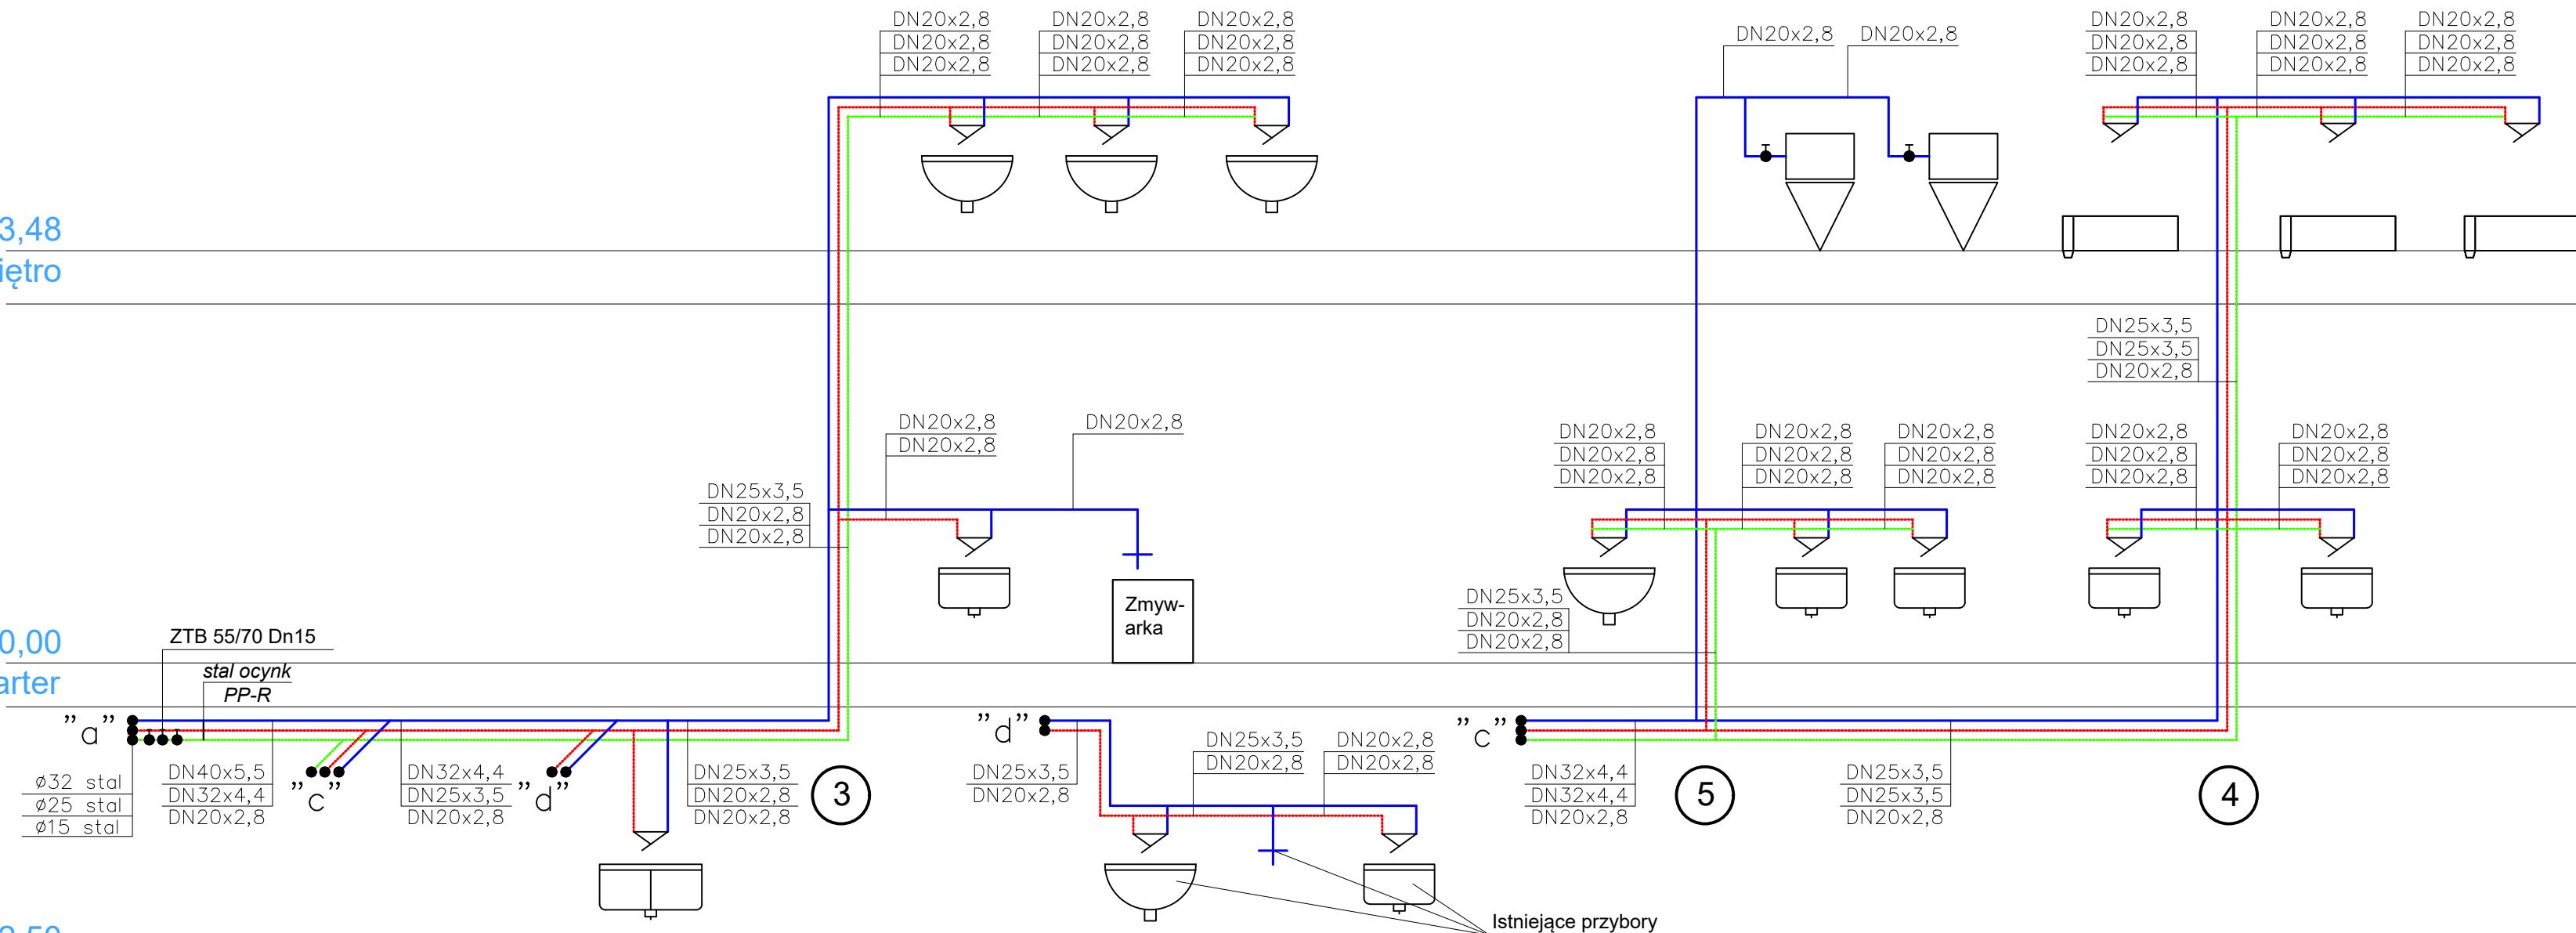 DN20x2,8 DN20x2,8 DN20x2,8
DN20x2,8 DN20x2,8 DN20x2,8
DN20x2,8 DN20x2,8 DN20x2,8
DN20x2,8 DN20x2,8
DN20x2,8 DN20x2,8 DN20x2,8
DN20x2,8 DN20x2,8 DN20x2,8
DN20x2,8 DN20x2,8 DN20x2,8
3,48
iętro
DN25x3,5
DN25x3,5
DN20x2,8
DN20x2,8
DN20x2,8
DN20x2,8
DN25x3,5
DN20x2,8
DN20x2,8
DN20x2,8 DN20x2,8 DN20x2,8
DN20x2,8 DN20x2,8 DN20x2,8
DN20x2,8 DN20x2,8 DN20x2,8
DN20x2,8 DN20x2,8
DN20x2,8 DN20x2,8
DN20x2,8 DN20x2,8
Zmyw-
arka
DN25x3,5
DN20x2,8
DN20x2,8
0,00
arter
ZTB 55/70 Dn15
stal ocynk
PP-R
"a"
ø32 stal
ø25 stal
ø15 stal
DN40x5,5
DN32x4,4
DN20x2,8
"c"
DN32x4,4
DN25x3,5
DN20x2,8
"d"
DN25x3,5
DN20x2,8
DN20x2,8
3
"d"
DN25x3,5
DN20x2,8
DN25x3,5
DN20x2,8
DN20x2,8
DN20x2,8
"c"
DN32x4,4
DN32x4,4
DN20x2,8
5
DN25x3,5
DN25x3,5
DN20x2,8
4
Istniejące przybory